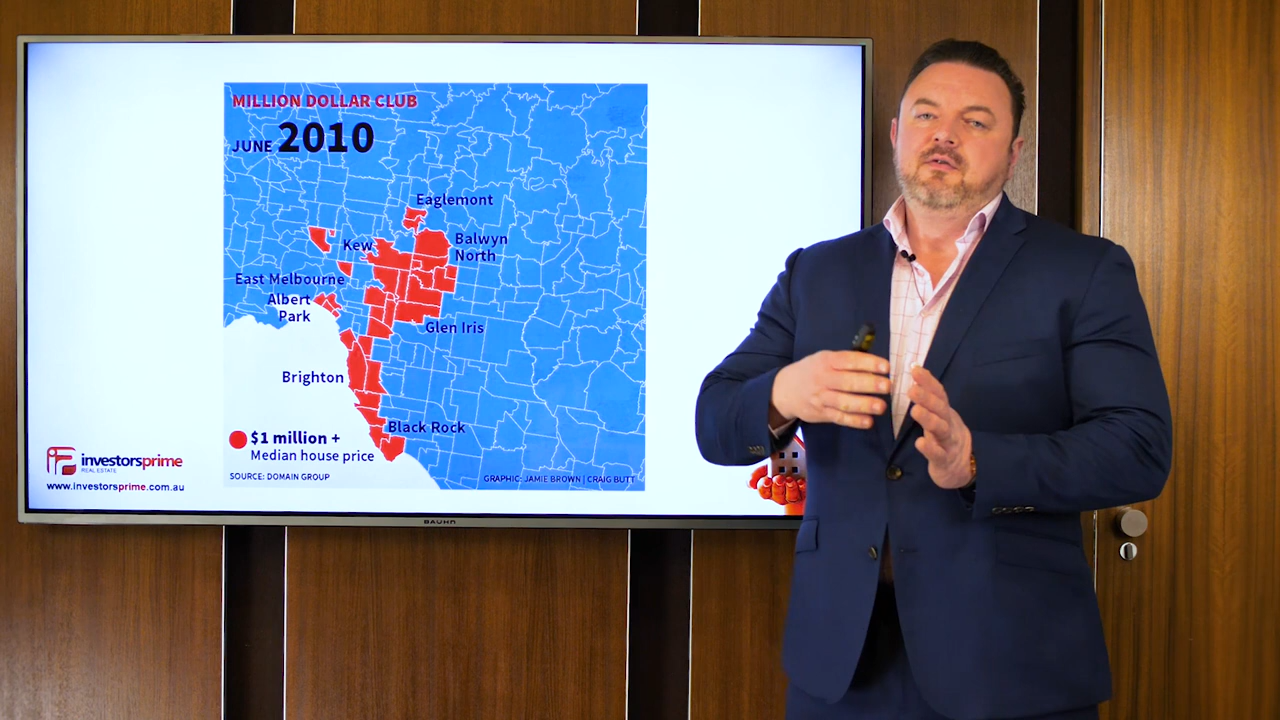 MILLION DOLLAR CLUB
JUNE 2010
Eaglemont
Kew
Balwyn
North
East Melbourne
Albert
Park
Glen Iris
Brighton
Black Rock
$1 million +
Median house price
SOURCE: DOMAIN GROUP
GRAPHIC: JAMIE BROWN | CRAIG BUTT
investorsprime
REAL ESTATE
www.investorsprime.com.au
BAUHN